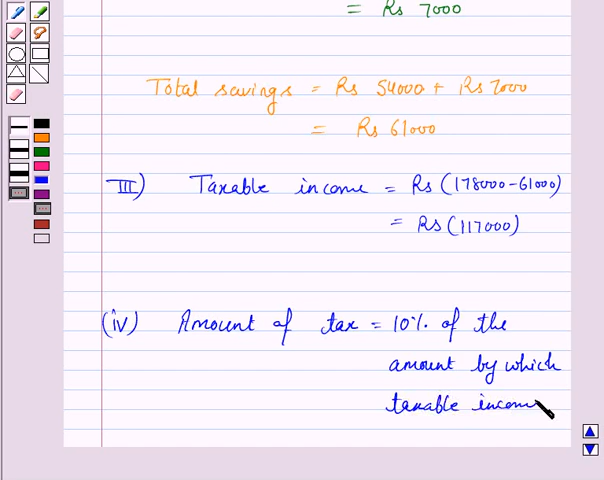 = Rs 7000
Total savings = Rs 54000 + Rs 7000
= Rs 61000
III) Taxable income = Rs (178000-61000)
= Rs (117000)
(iv) Amount of tax = 10% of the
amount by which
taxable incom